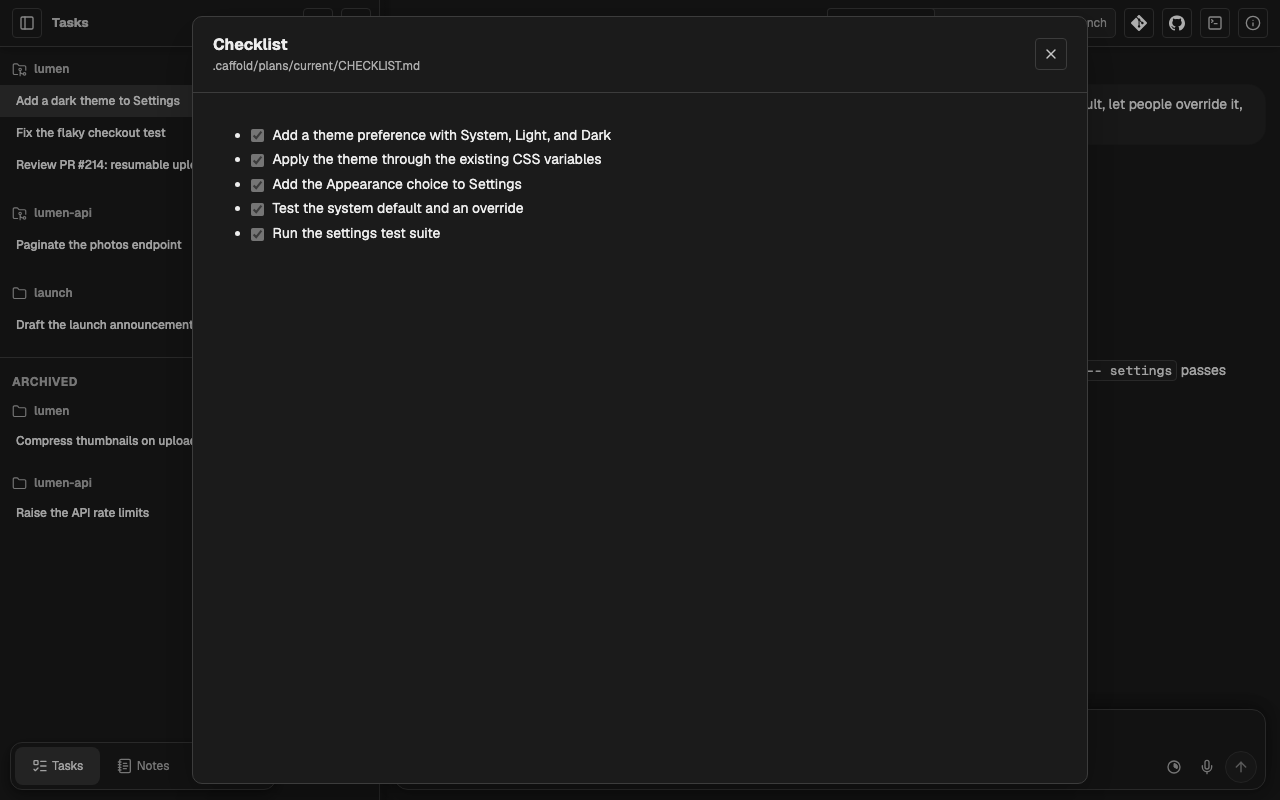 Tasks
nch
lumen
Add a dark theme to Settings
Fix the flaky checkout test
Review PR #214: resumable
lumen-api
Paginate the photos endpoint
launch
Draft the launch announcement
ARCHIVED
lumen
Compress thumbnails on
lumen-api
Raise the API rate limits
Tasks
Notes
Checklist
.caffold/plans/current/CHECKLIST.md
Add a theme preference with System, Light, and Dark
Apply the theme through the existing CSS variables
Add the Appearance choice to Settings
Test the system default and an override
Run the settings test suite
ult, let people override it,
-- settings passes